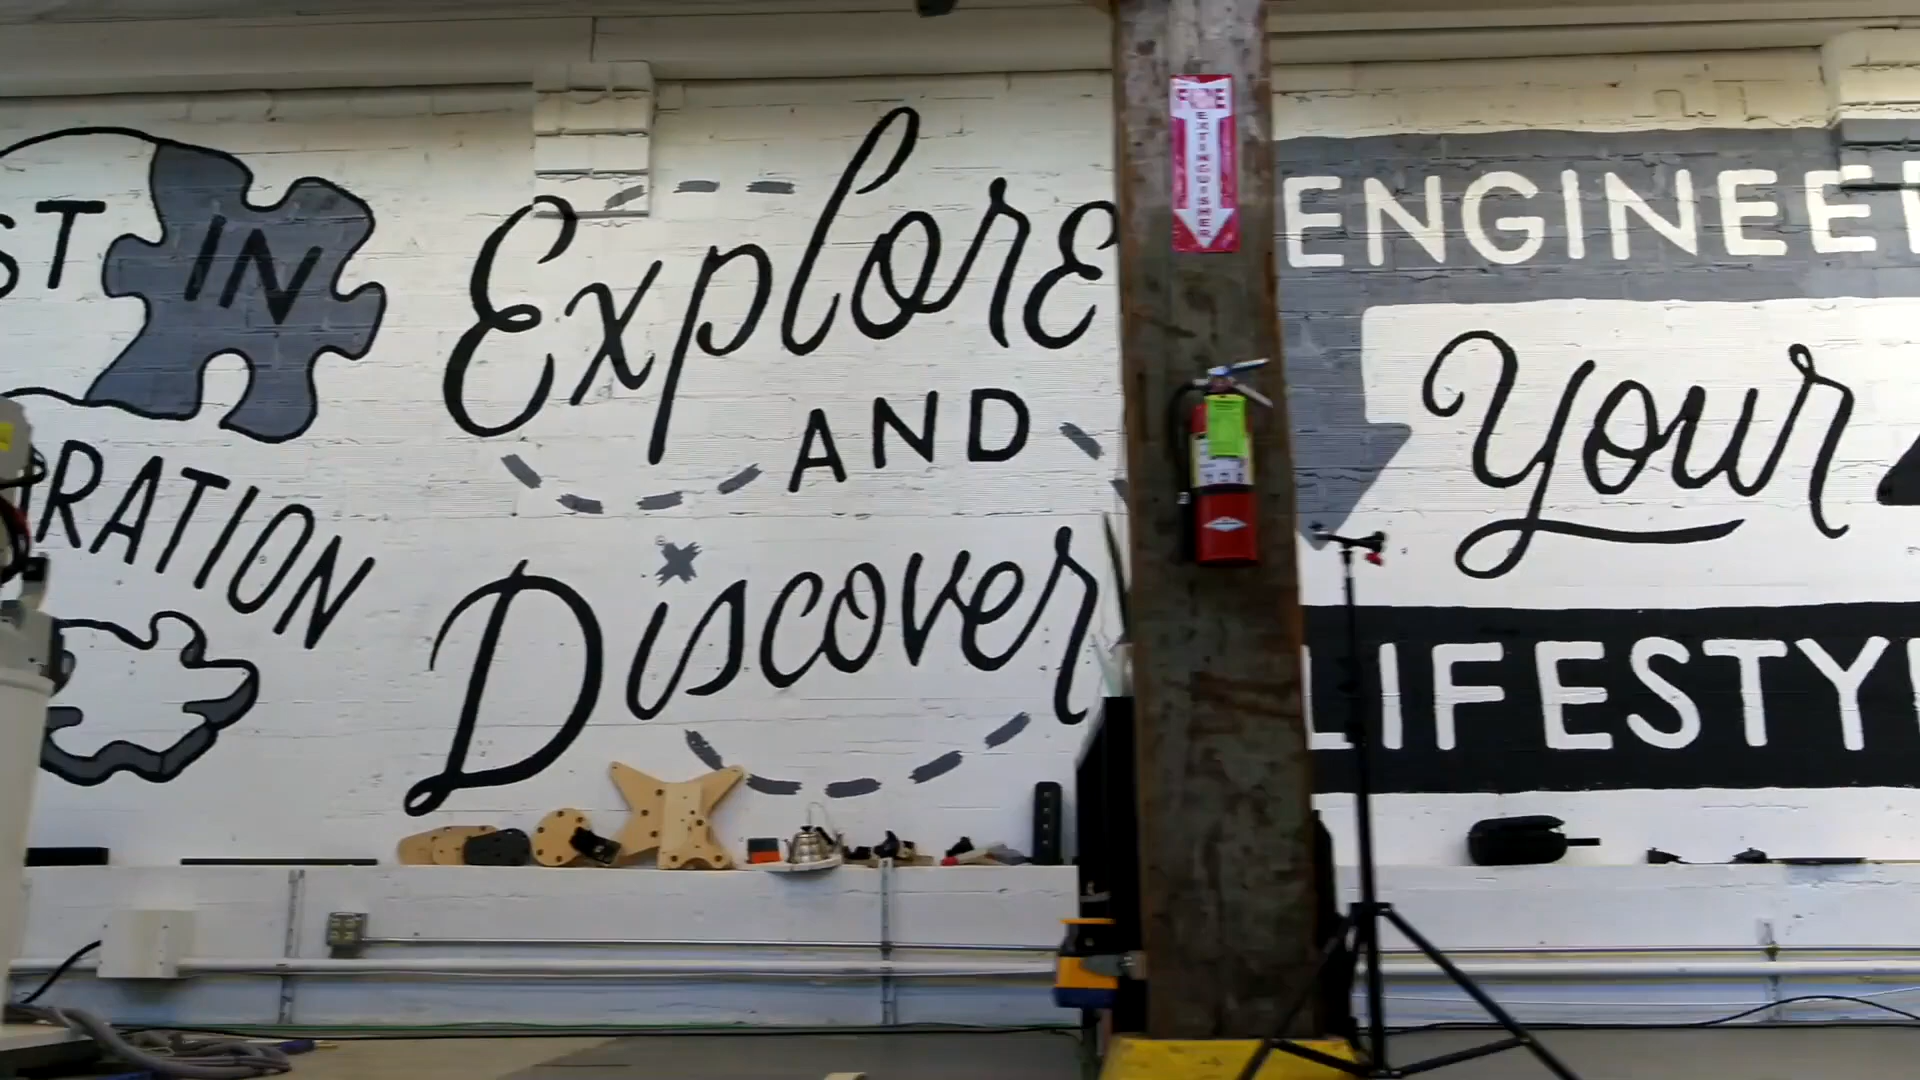 ST IN
RATION
Explore
AND
Discover
FIRE
EXTINGUISHER
ENGINEE
Your
LIFESTY